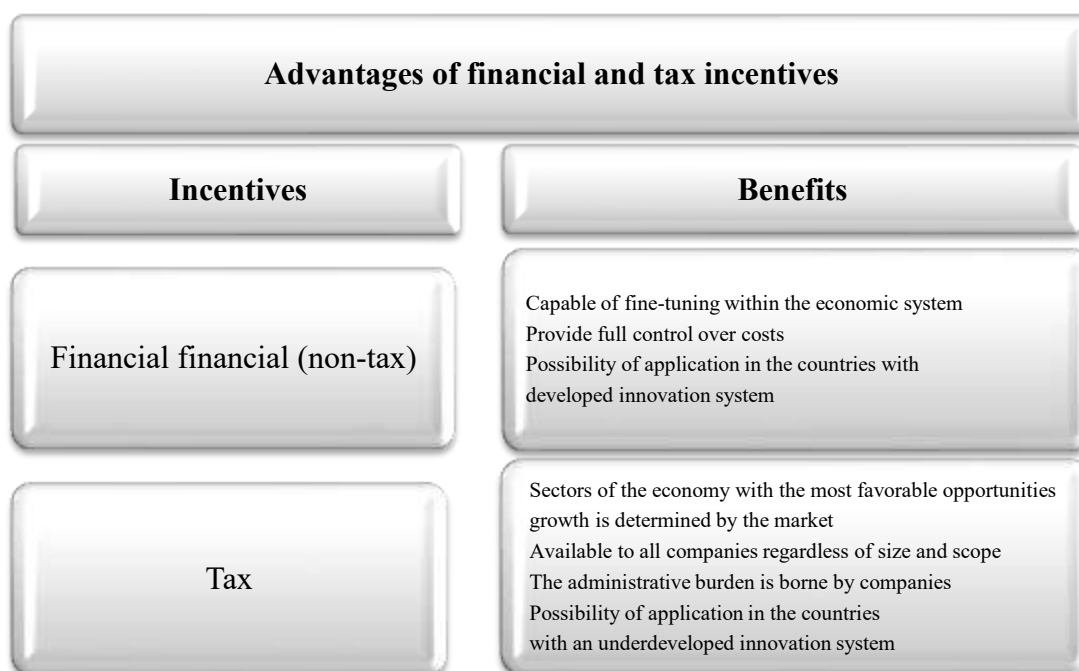 Advantages of financial and tax incentives
Incentives
Benefits
Financial financial (non-tax)
Capable of fine-tuning within the economic system
Provide full control over costs
Possibility of application in the countries with
developed innovation system
Tax
Sectors of the economy with the most favorable opportunities
growth is determined by the market
Available to all companies regardless of size and scope
The administrative burden is borne by companies
Possibility of application in the countries
with an underdeveloped innovation system